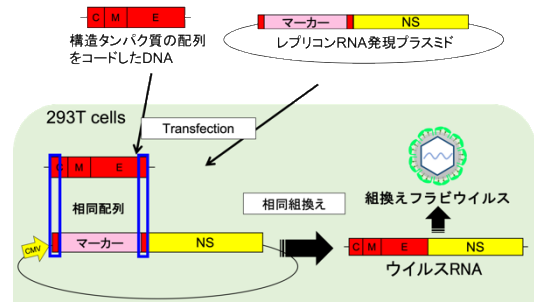 C M E
構造タンパク質の配列
をコードしたDNA
マーカー NS
レプリコンRNA発現プラスミド
293T cells
Transfection
C M E
相同配列
CMV
マーカー NS
相同組換え
組換えフラビウイルス
C M E NS
ウイルスRNA